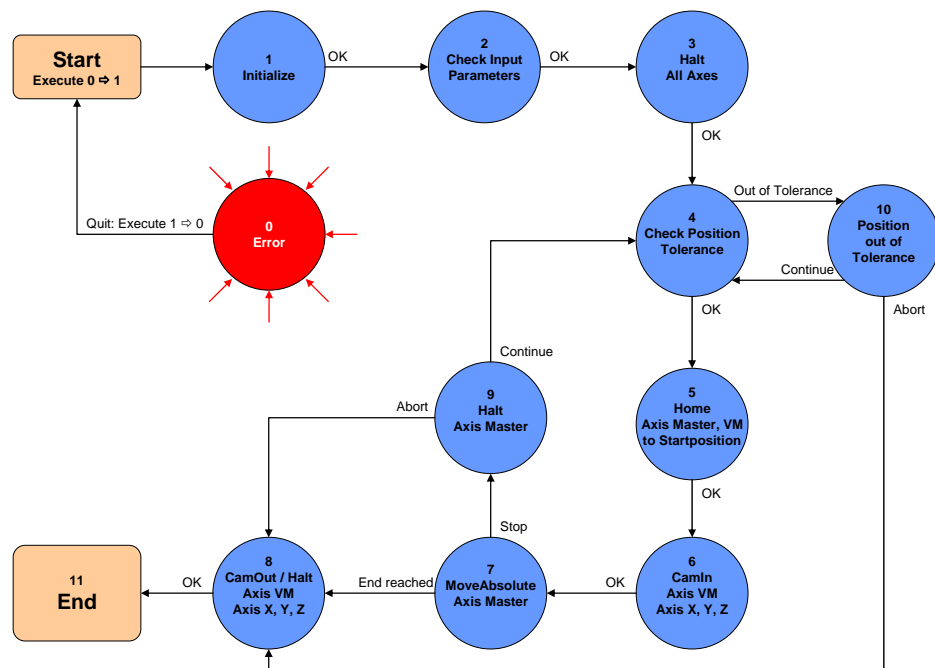 Start
Execute 0 ⇨ 1
1
Initialize
OK
2
Check Input
Parameters
OK
3
Halt
All Axes
OK
Quit: Execute 1 ⇨ 0
0
Error
4
Check Position
Tolerance
Out of Tolerance
10
Position
out of
Tolerance
Continue
OK
Abort
Continue
9
Halt
Axis Master
Abort
5
Home
Axis Master, VM
to Startposition
OK
Stop
11
End
OK
8
CamOut / Halt
Axis VM
Axis X, Y, Z
End reached
7
MoveAbsolute
Axis Master
OK
6
CamIn
Axis VM
Axis X, Y, Z